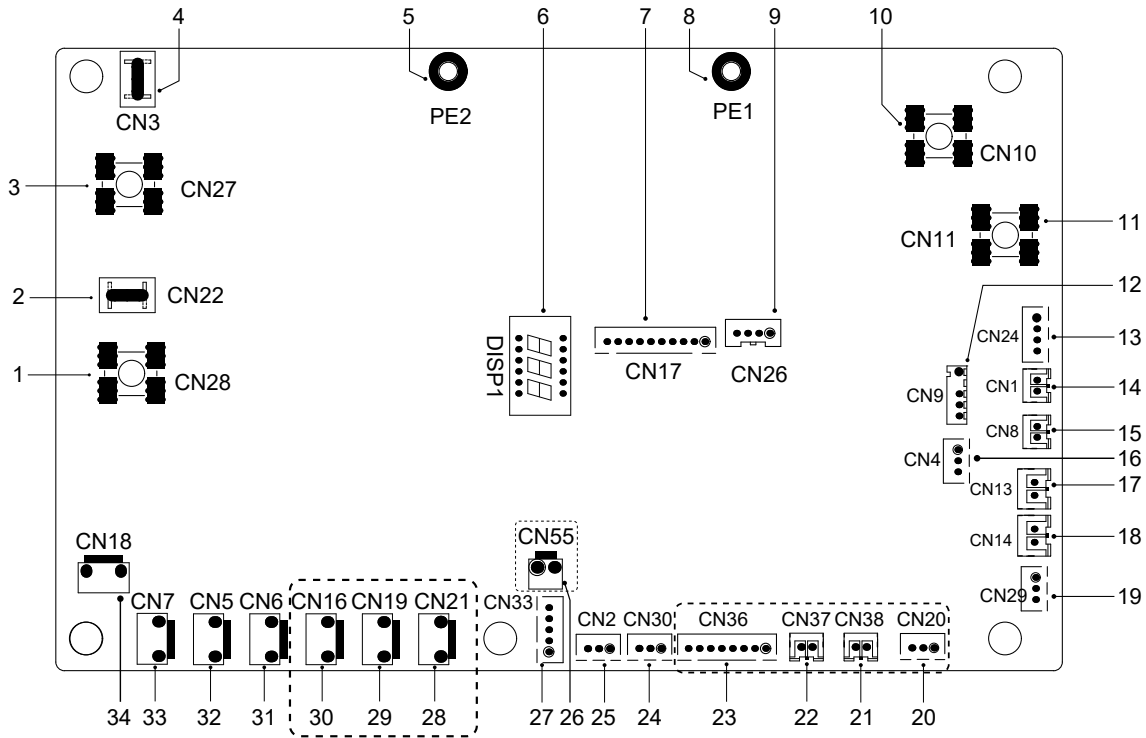 4 5 6 7 8 9 10
CN3
PE2
PE1
CN10
3
CN27
11
CN11
12
2
CN22
CN24
13
DISP1
CN17
CN26
1
CN28
CN9
CN1
14
CN8
15
CN4
16
CN13
17
CN18
CN55
CN14
18
CN7 CN5 CN6 CN16 CN19 CN21 CN33 CN2 CN30 CN36 CN37 CN38 CN20
CN29
19
34 33 32 31 30 29 28 27 26 25 24 23 22 21 20